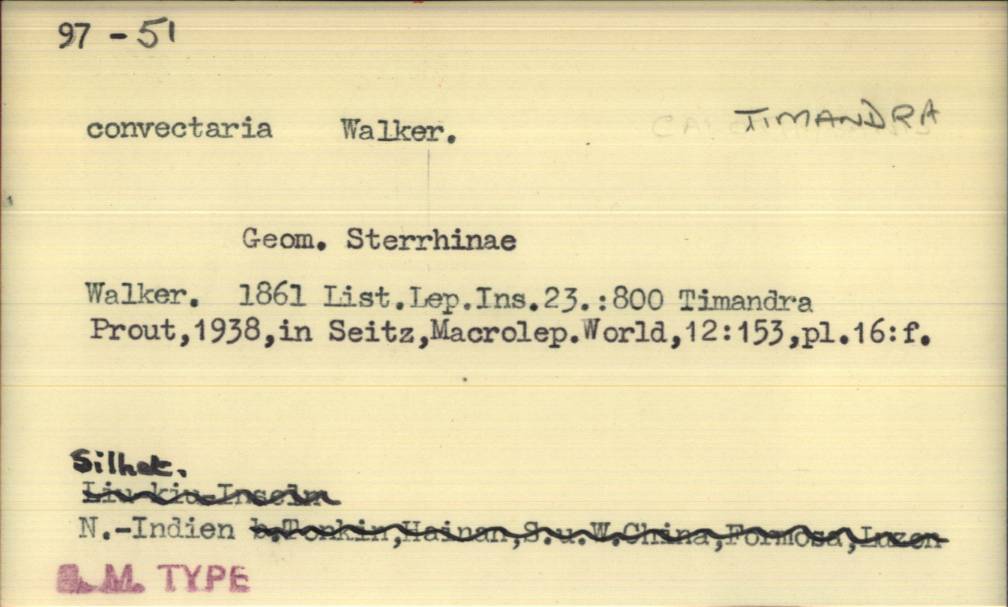 97 - 51
convectaria Walker. TIMANDRA
Geom. Sterrhinae
Walker. 1861 List.Lep.Ins.23.:800 Timandra
Prout,1938,in Seitz,Macrolep.World,12:153,pl.16:f.
Silhet.
Liu-kiu-Inseln
N.-Indien b.Tonkin,Hainan,S.u.W.China,Formosa,Luzon
B.M. TYPE